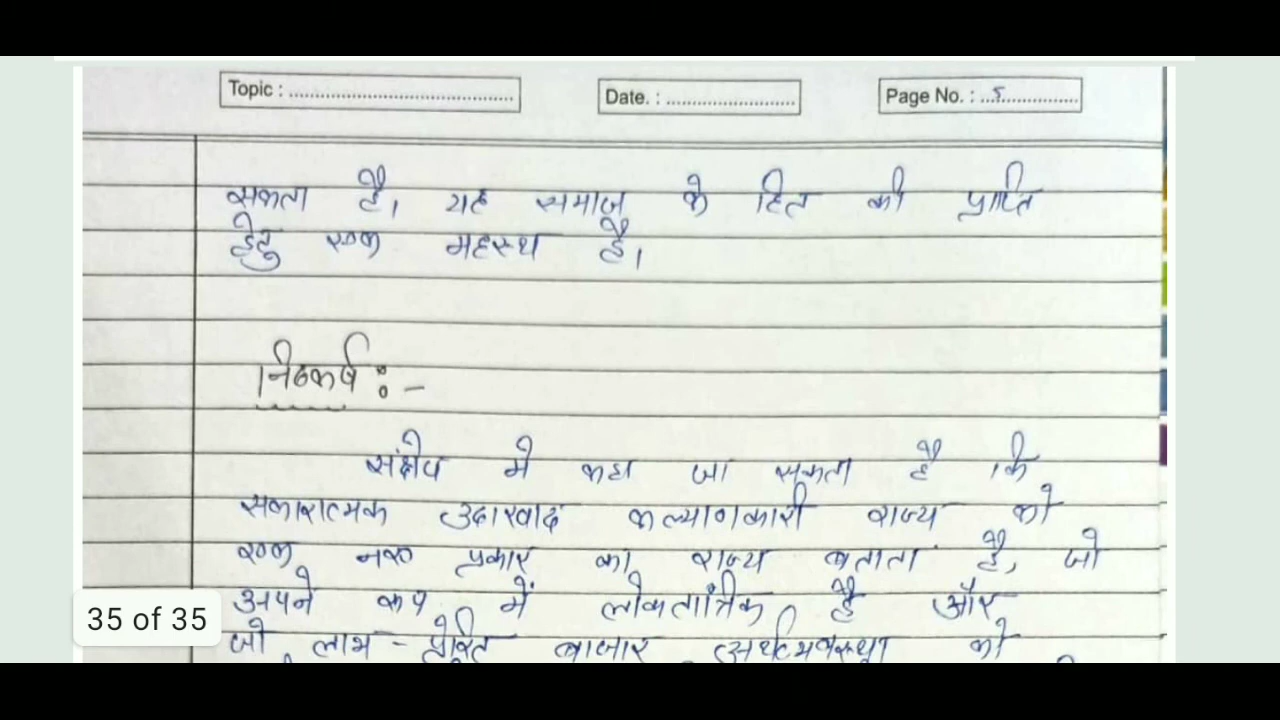 Topic : ............................................
Date. : .........................
Page No. : ...5................
सकता है। यह समाज के हित की प्राप्ति
हेतु एक महस्थ है।
निष्कर्ष :-
संक्षेप में कहा जा सकता है कि
सकारात्मक उदारवाद कल्याणकारी राज्य को
एक नए प्रकार का राज्य बताता है, जो
अपने रूप में लोकतांत्रिक है और
जो लाभ - प्रेरित बाजार अर्थव्यवस्था को
35 of 35